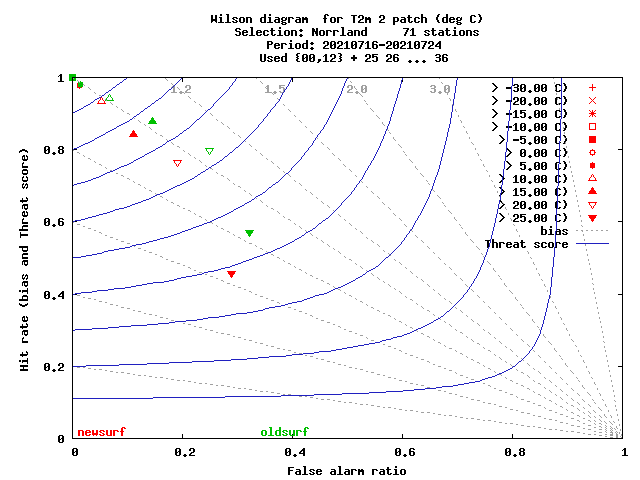 Wilson diagram  for T2m 2 patch (deg C)
Selection: Norrland     71 stations
Period: 20210716-20210724
Used {00,12} + 25 26 ... 36
1
0.8
0.6
0.4
0.2
0
Hit rate (bias and Threat score)
1.2
1.5
2.0
3.0
> -30.00 C)
> -20.00 C)
> -15.00 C)
> -10.00 C)
> -5.00 C)
> 0.00 C)
> 5.00 C)
> 10.00 C)
> 15.00 C)
> 20.00 C)
> 25.00 C)
bias
Threat score
newsurf
oldsurf
0
0.2
0.4
0.6
0.8
1
False alarm ratio